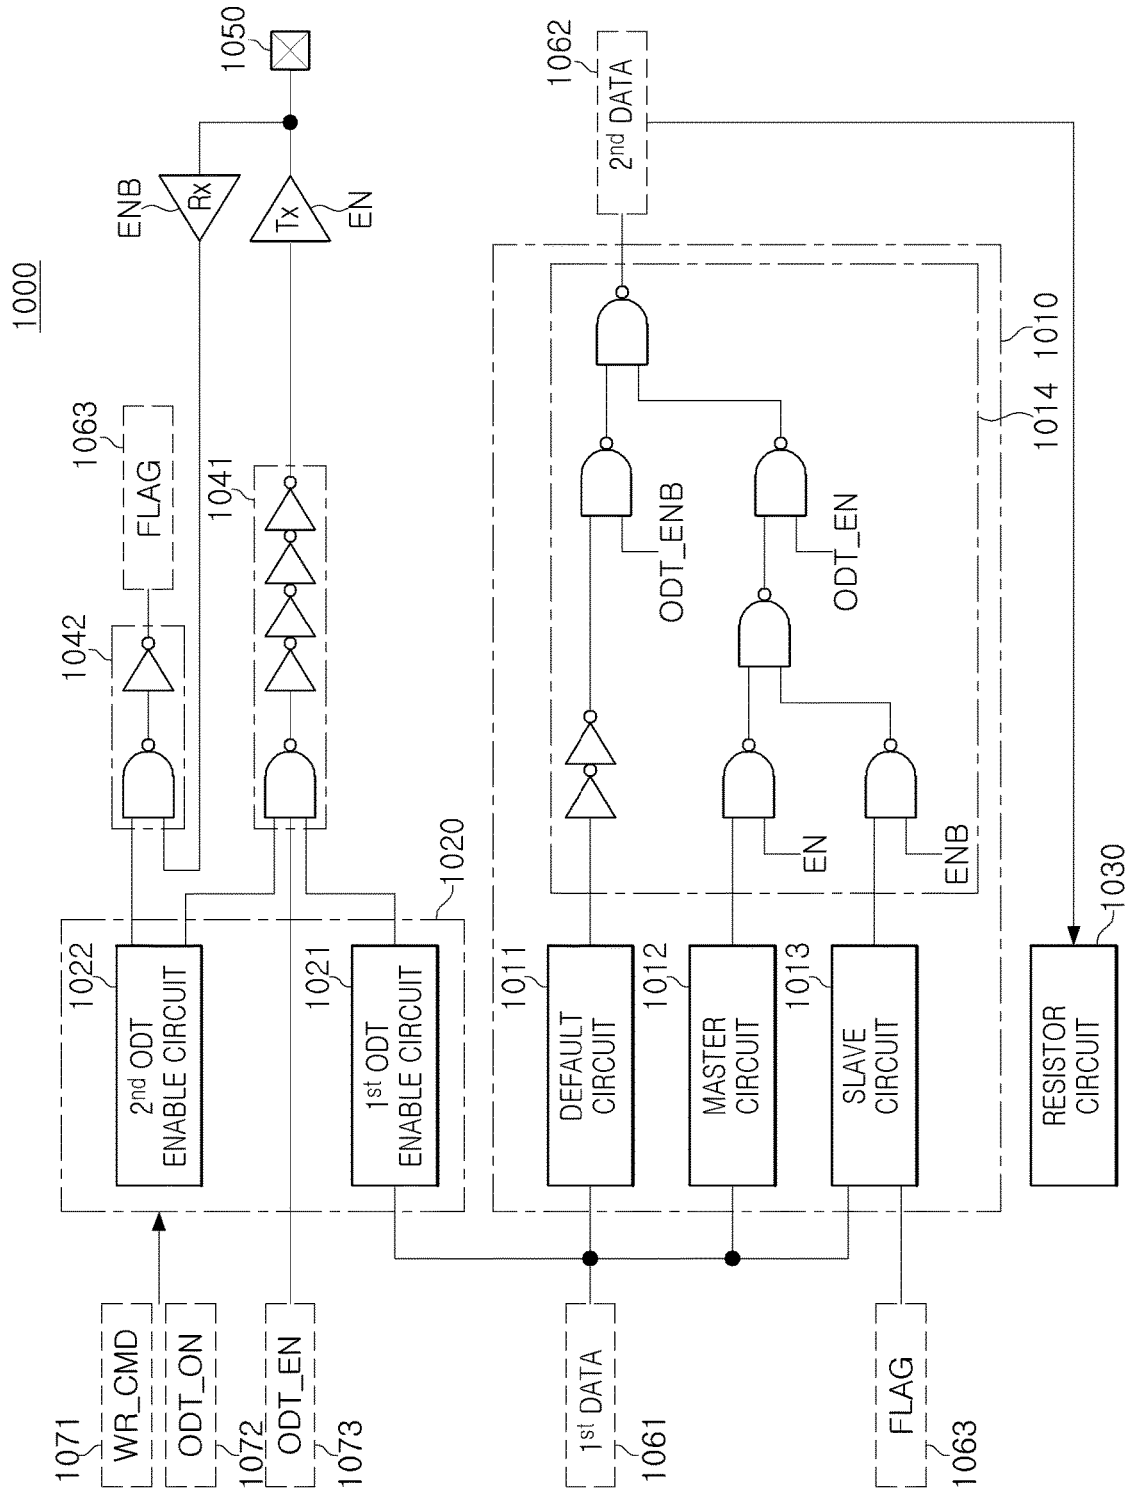 1000
1071
WR_CMD
ODT_ON
1072
ODT_EN
1073
1022
2nd ODT
ENABLE CIRCUIT
1021
1st ODT
ENABLE CIRCUIT
1020
1042
FLAG
1063
1041
ENB
Rx
Tx
EN
1050
1st DATA
1061
FLAG
1063
1011
DEFAULT
CIRCUIT
1012
MASTER
CIRCUIT
1013
SLAVE
CIRCUIT
EN
ENB
ODT_ENB
ODT_EN
1014
1010
2nd DATA
1062
1030
RESISTOR
CIRCUIT